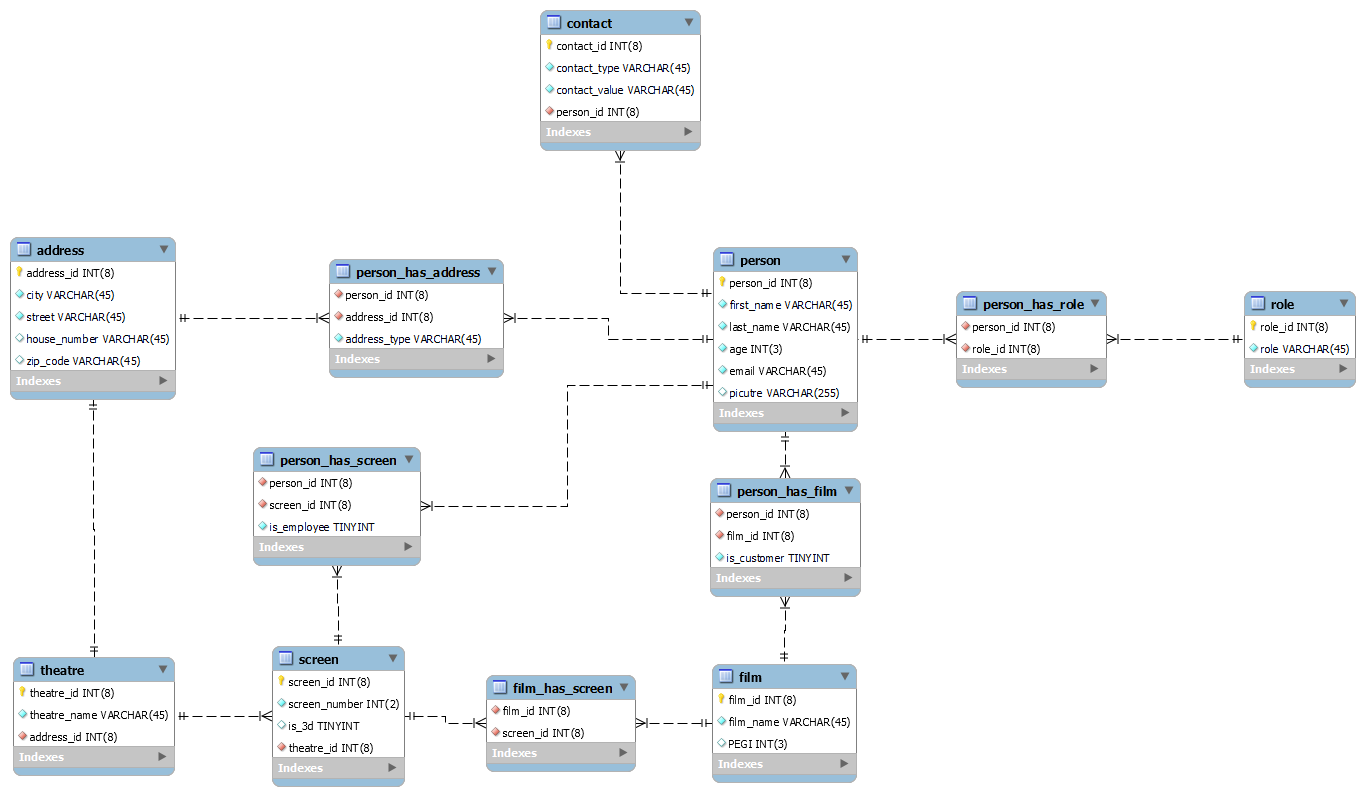 contact
contact_id INT(8)
contact_type VARCHAR(45)
contact_value VARCHAR(45)
person_id INT(8)
Indexes
address
address_id INT(8)
city VARCHAR(45)
street VARCHAR(45)
house_number VARCHAR(45)
zip_code VARCHAR(45)
Indexes
person_has_address
person_id INT(8)
address_id INT(8)
address_type VARCHAR(45)
Indexes
person
person_id INT(8)
first_name VARCHAR(45)
last_name VARCHAR(45)
age INT(3)
email VARCHAR(45)
picutre VARCHAR(255)
Indexes
person_has_role
person_id INT(8)
role_id INT(8)
Indexes
role
role_id INT(8)
role VARCHAR(45)
Indexes
person_has_screen
person_id INT(8)
screen_id INT(8)
is_employee TINYINT
Indexes
person_has_film
person_id INT(8)
film_id INT(8)
is_customer TINYINT
Indexes
theatre
theatre_id INT(8)
theatre_name VARCHAR(45)
address_id INT(8)
Indexes
screen
screen_id INT(8)
screen_number INT(2)
is_3d TINYINT
theatre_id INT(8)
Indexes
film_has_screen
film_id INT(8)
screen_id INT(8)
Indexes
film
film_id INT(8)
film_name VARCHAR(45)
PEGI INT(3)
Indexes